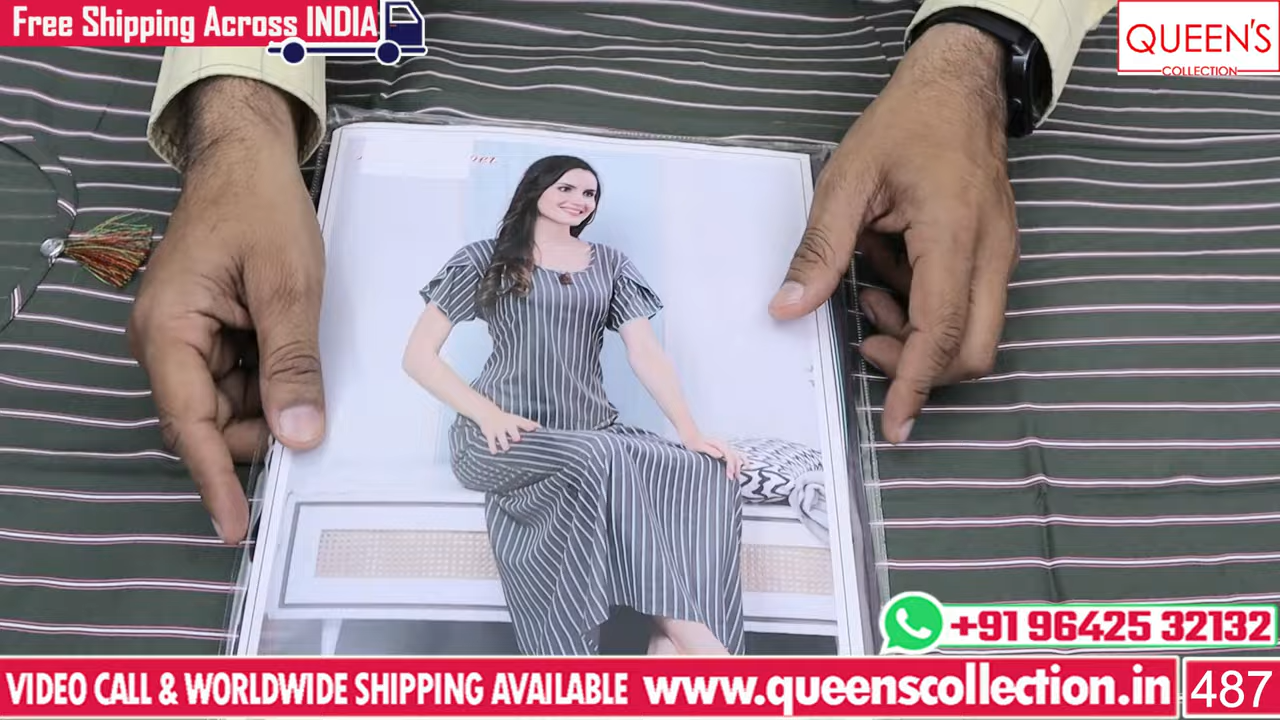 Free Shipping Across INDIA
QUEEN'S
COLLECTION
+91 96425 32132
VIDEO CALL & WORLDWIDE SHIPPING AVAILABLE www.queenscollection.in
487